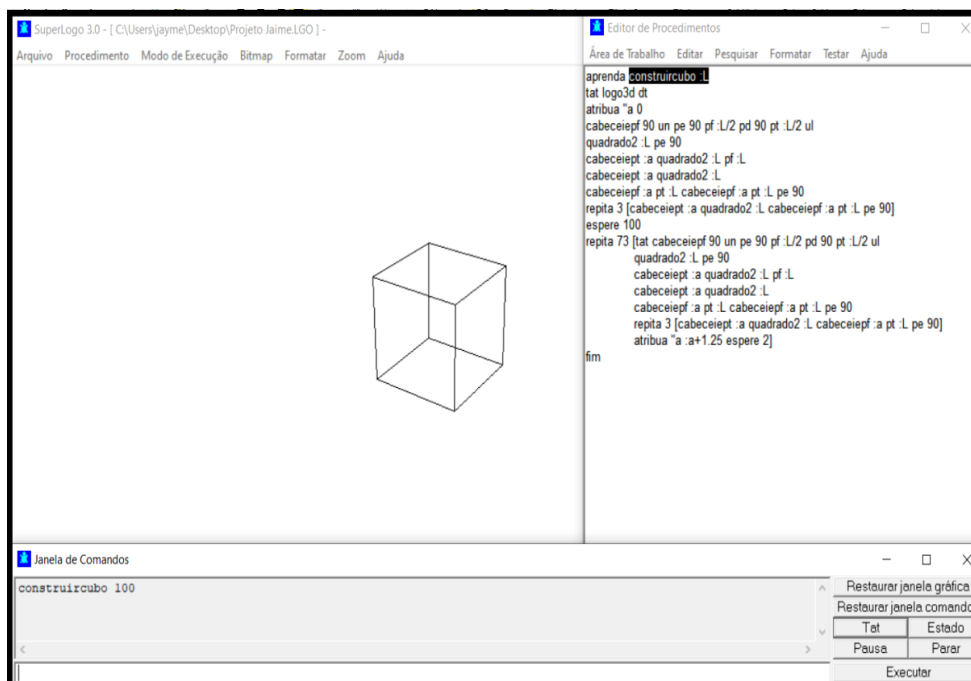 SuperLogo 3.0 - [ C:\Users\jayme\Desktop\Projeto Jaime.LGO ] -
Arquivo Procedimento Modo de Execução Bitmap Formatar Zoom Ajuda
Editor de Procedimentos
Área de Trabalho Editar Pesquisar Formatar Testar Ajuda
aprenda construircubo :L
tat logo3d dt
atribua "a 0
cabeceiepf 90 un pe 90 pf :L/2 pd 90 pt :L/2 ul
quadrado2 :L pe 90
cabeceiept :a quadrado2 :L pf :L
cabeceiept :a quadrado2 :L
cabeceiepf :a pt :L cabeceiepf :a pt :L pe 90
repita 3 [cabeceiept :a quadrado2 :L cabeceiepf :a pt :L pe 90]
espere 100
repita 73 [tat cabeceiepf 90 un pe 90 pf :L/2 pd 90 pt :L/2 ul
quadrado2 :L pe 90
cabeceiept :a quadrado2 :L pf :L
cabeceiept :a quadrado2 :L
cabeceiepf :a pt :L cabeceiepf :a pt :L pe 90
repita 3 [cabeceiept :a quadrado2 :L cabeceiepf :a pt :L pe 90]
atribua "a :a+1.25 espere 2]
fim
Janela de Comandos
construircubo 100
Restaurar janela gráfica
Restaurar janela comando
Tat Estado
Pausa Parar
Executar